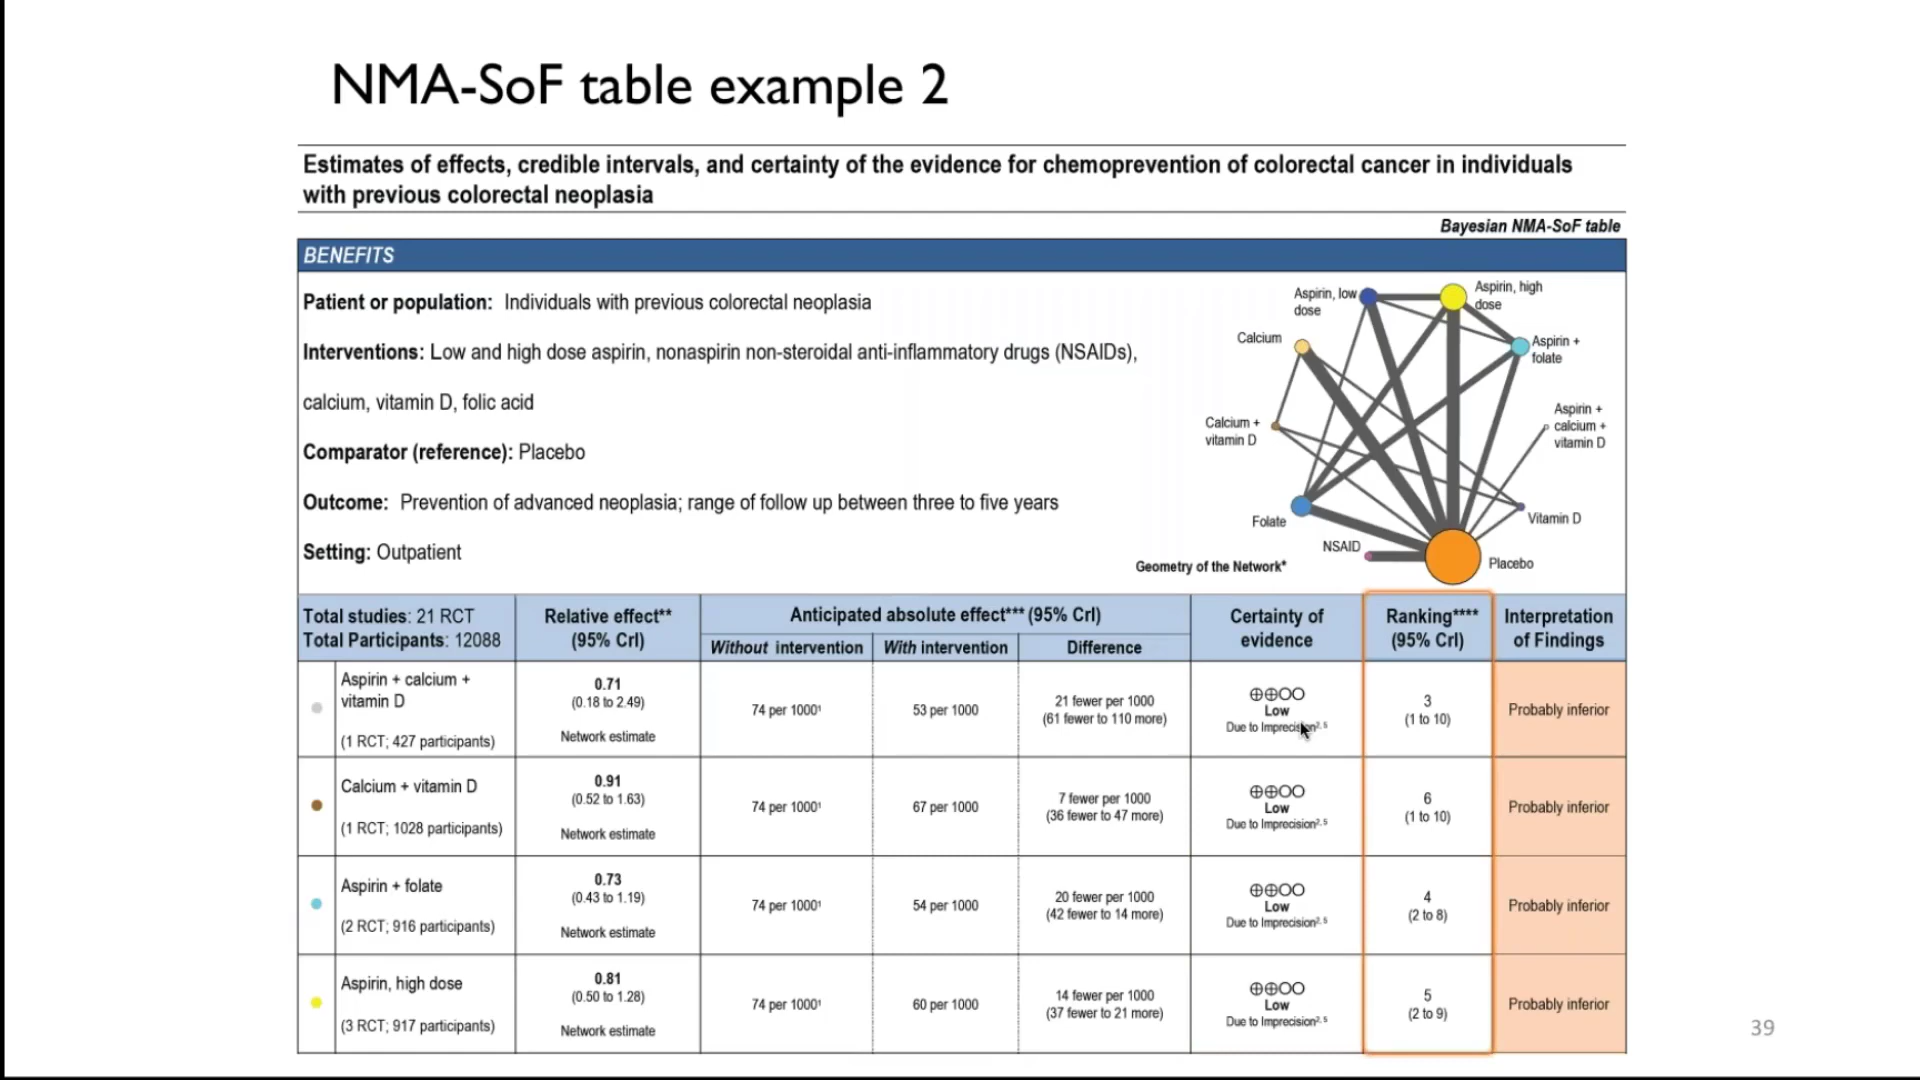 NMA-SoF table example 2
Estimates of effects, credible intervals, and certainty of the evidence for chemoprevention of colorectal cancer in individuals
with previous colorectal neoplasia
Bayesian NMA-SoF table
BENEFITS
Patient or population: Individuals with previous colorectal neoplasia
Interventions: Low and high dose aspirin, nonaspirin non-steroidal anti-inflammatory drugs (NSAIDs),
calcium, vitamin D, folic acid
Comparator (reference): Placebo
Outcome: Prevention of advanced neoplasia; range of follow up between three to five years
Setting: Outpatient
Aspirin, low
dose
Aspirin, high
dose
Calcium
Aspirin +
folate
Calcium +
vitamin D
Aspirin +
calcium +
vitamin D
Folate
Vitamin D
NSAID
Placebo
Geometry of the Network*
Total studies: 21 RCT
Total Participants: 12088
Relative effect**
(95% CrI)
Anticipated absolute effect*** (95% CrI)
Without intervention
With intervention
Difference
Certainty of
evidence
Ranking****
(95% CrI)
Interpretation
of Findings
Aspirin + calcium +
vitamin D
(1 RCT; 427 participants)
0.71
(0.18 to 2.49)
Network estimate
74 per 1000¹
53 per 1000
21 fewer per 1000
(61 fewer to 110 more)
⊕⊕OO
Low
Due to Imprecision²,⁵
3
(1 to 10)
Probably inferior
Calcium + vitamin D
(1 RCT; 1028 participants)
0.91
(0.52 to 1.63)
Network estimate
74 per 1000¹
67 per 1000
7 fewer per 1000
(36 fewer to 47 more)
⊕⊕OO
Low
Due to Imprecision²,⁵
6
(1 to 10)
Probably inferior
Aspirin + folate
(2 RCT; 916 participants)
0.73
(0.43 to 1.19)
Network estimate
74 per 1000¹
54 per 1000
20 fewer per 1000
(42 fewer to 14 more)
⊕⊕OO
Low
Due to Imprecision²,⁵
4
(2 to 8)
Probably inferior
Aspirin, high dose
(3 RCT; 917 participants)
0.81
(0.50 to 1.28)
Network estimate
74 per 1000¹
60 per 1000
14 fewer per 1000
(37 fewer to 21 more)
⊕⊕OO
Low
Due to Imprecision²,⁵
5
(2 to 9)
Probably inferior
39